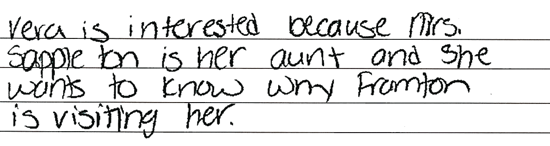 Vera is interested because Mrs.
Sapple ton is her aunt and she
wants to know why Framton
is visiting her.